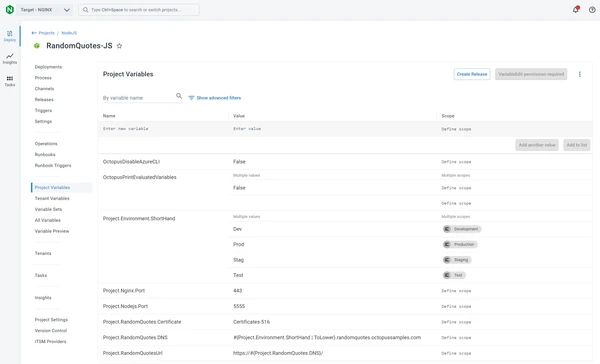 Target - NGINX
Type Ctrl+Space to search or switch projects...
Deploy
Insights
Tasks
← Projects / NodeJS
RandomQuotes-JS
Deployments
Process
Channels
Releases
Triggers
Settings
Operations
Runbooks
Runbook Triggers
Project Variables
Tenant Variables
Variable Sets
All Variables
Variable Preview
Tenants
Tasks
Insights
Project Settings
Version Control
ITSM Providers
Project Variables
Create Release
VariableEdit permission required
By variable name
Show advanced filters
Name Value Scope
Enter new variable Enter value Define scope
Add another value Add to list
OctopusDisableAzureCLI False Define scope
OctopusPrintEvaluatedVariables Multiple values Multiple scopes
False Define scope
Define scope
Project.Environment.ShortHand Multiple values Multiple scopes
Dev Development
Prod Production
Stag Staging
Test Test
Project.Nginx.Port 443 Define scope
Project.Nodejs.Port 5555 Define scope
Project.RandomQuotes.Certificate Certificates-516 Define scope
Project.RandomQuotes.DNS #{Project.Environment.ShortHand | ToLower}.randomquotes.octopussamples.com Define scope
Project.RandomQuotesUrl https://#{Project.RandomQuotes.DNS}/ Define scope